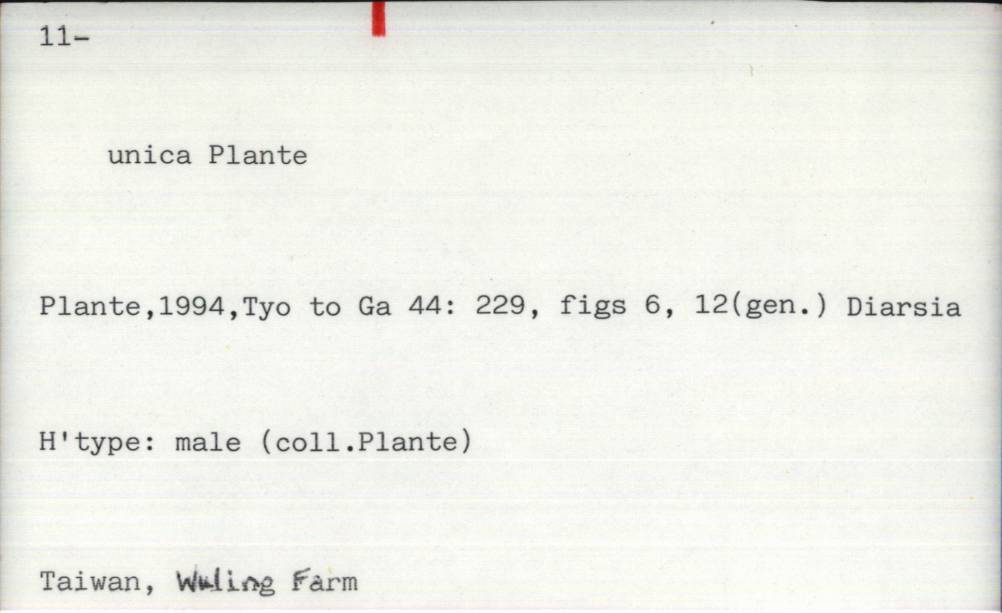 11-
unica Plante
Plante,1994,Tyo to Ga 44: 229, figs 6, 12(gen.) Diarsia
H'type: male (coll.Plante)
Taiwan, Wuling Farm